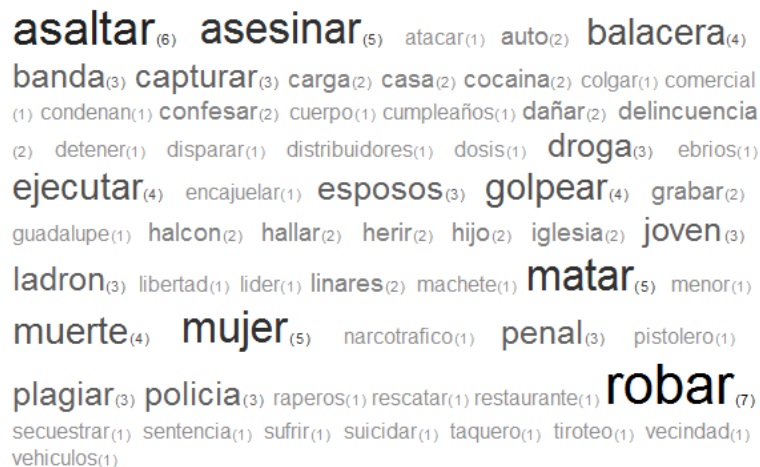 asaltar(6) asesinar(5) atacar(1) auto(2) balacera(4)
banda(3) capturar(3) carga(2) casa(2) cocaina(2) colgar(1) comercial
(1) condenan(1) confesar(2) cuerpo(1) cumpleaños(1) dañar(2) delincuencia
(2) detener(1) disparar(1) distribuidores(1) dosis(1) droga(3) ebrios(1)
ejecutar(4) encajuelar(1) esposos(3) golpear(4) grabar(2)
guadalupe(1) halcon(2) hallar(2) herir(2) hijo(2) iglesia(2) joven(3)
ladron(3) libertad(1) lider(1) linares(2) machete(1) matar(5) menor(1)
muerte(4) mujer(5) narcotrafico(1) penal(3) pistolero(1)
plagiar(3) policia(3) raperos(1) rescatar(1) restaurante(1) robar(7)
secuestrar(1) sentencia(1) sufrir(1) suicidar(1) taquero(1) tiroteo(1) vecindad(1)
vehiculos(1)